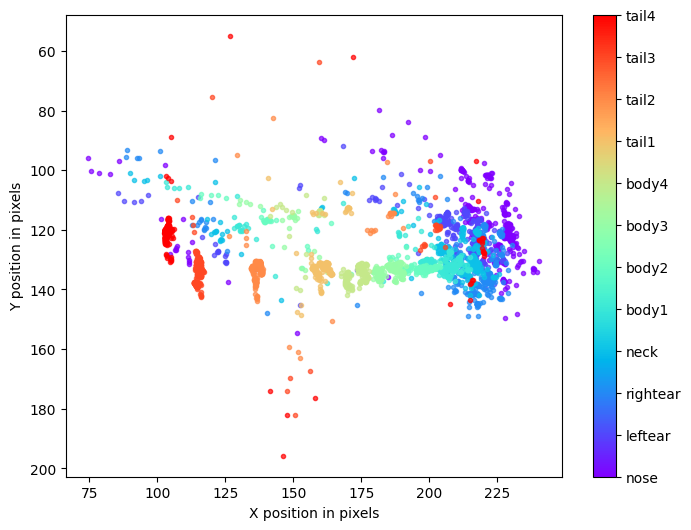 60
80
100
120
140
160
180
200
Y position in pixels
75
100
125
150
175
200
225
X position in pixels
tail4
tail3
tail2
tail1
body4
body3
body2
body1
neck
rightear
leftear
nose